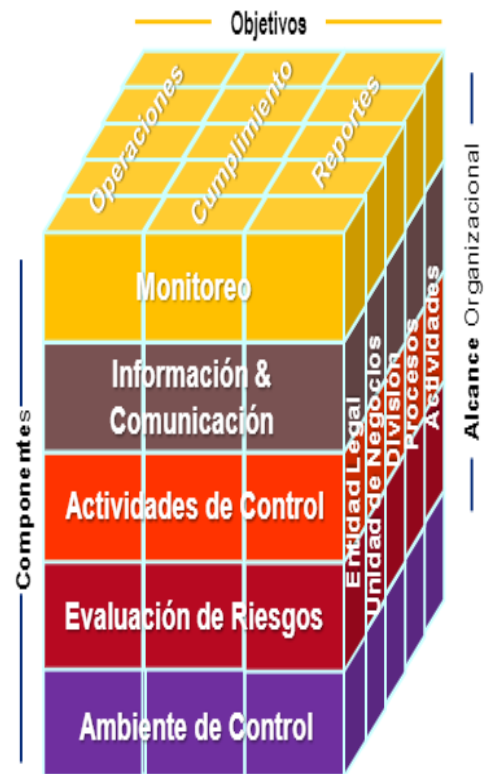 Objetivos
Operaciones
Cumplimiento
Reportes
Monitoreo
Información &
Comunicación
Actividades de Control
Evaluación de Riesgos
Ambiente de Control
Componentes
Entidad Legal
Unidad de Negocios
División
Procesos
Actividades
Alcance Organizacional